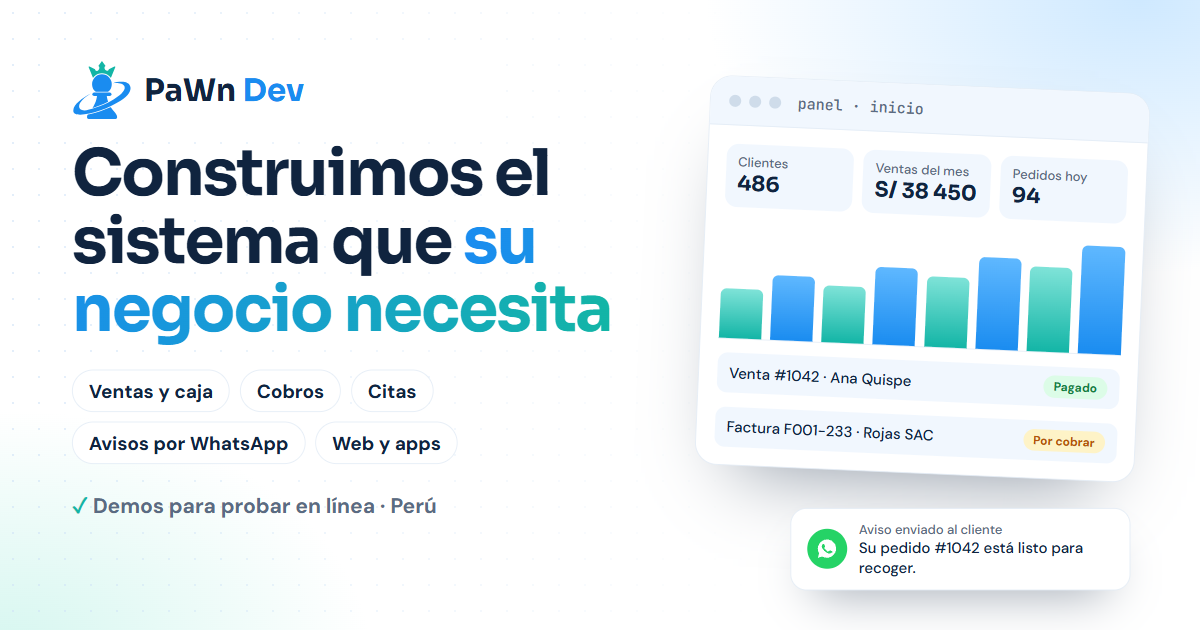 PaWn Dev
Construimos el
sistema que su
negocio necesita
Ventas y caja
Cobros
Citas
Avisos por WhatsApp
Web y apps
✓ Demos para probar en línea · Perú
panel · inicio
Clientes
486
Ventas del mes
S/ 38 450
Pedidos hoy
94
Venta #1042 · Ana Quispe
Pagado
Factura F001-233 · Rojas SAC
Por cobrar
Aviso enviado al cliente
Su pedido #1042 está listo para
recoger.